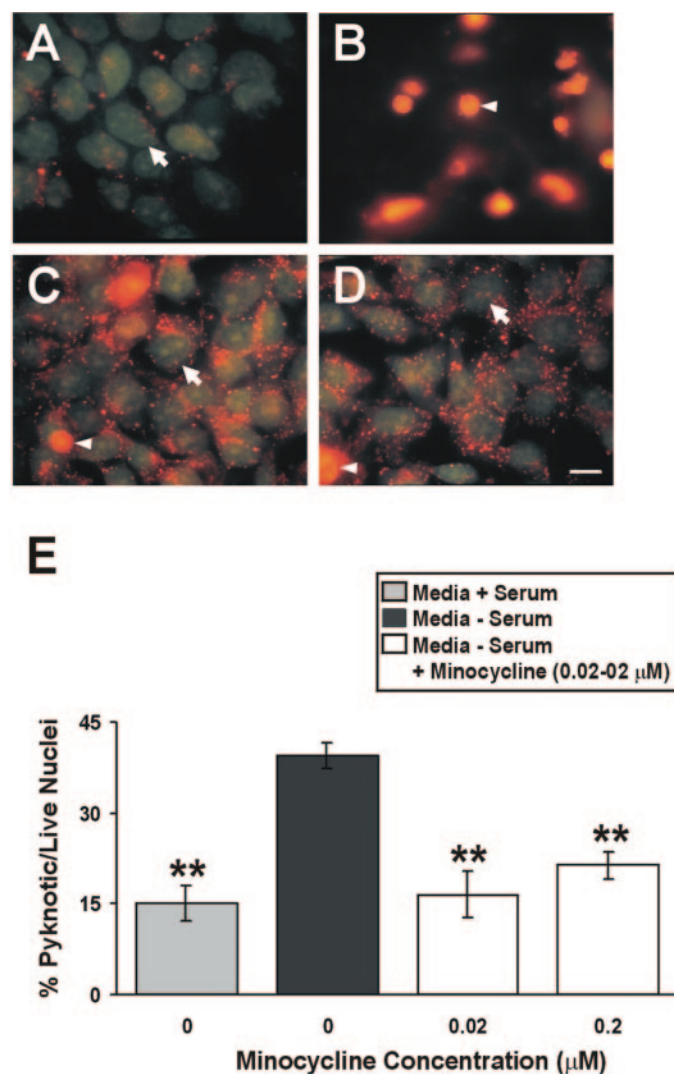 A
B
C
D
E
Media + Serum
Media - Serum
Media - Serum
+ Minocycline (0.02-02 μM)
45
30
15
0
% Pyknotic/Live Nuclei
**
**
**
0
0
0.02
0.2
Minocycline Concentration (μM)